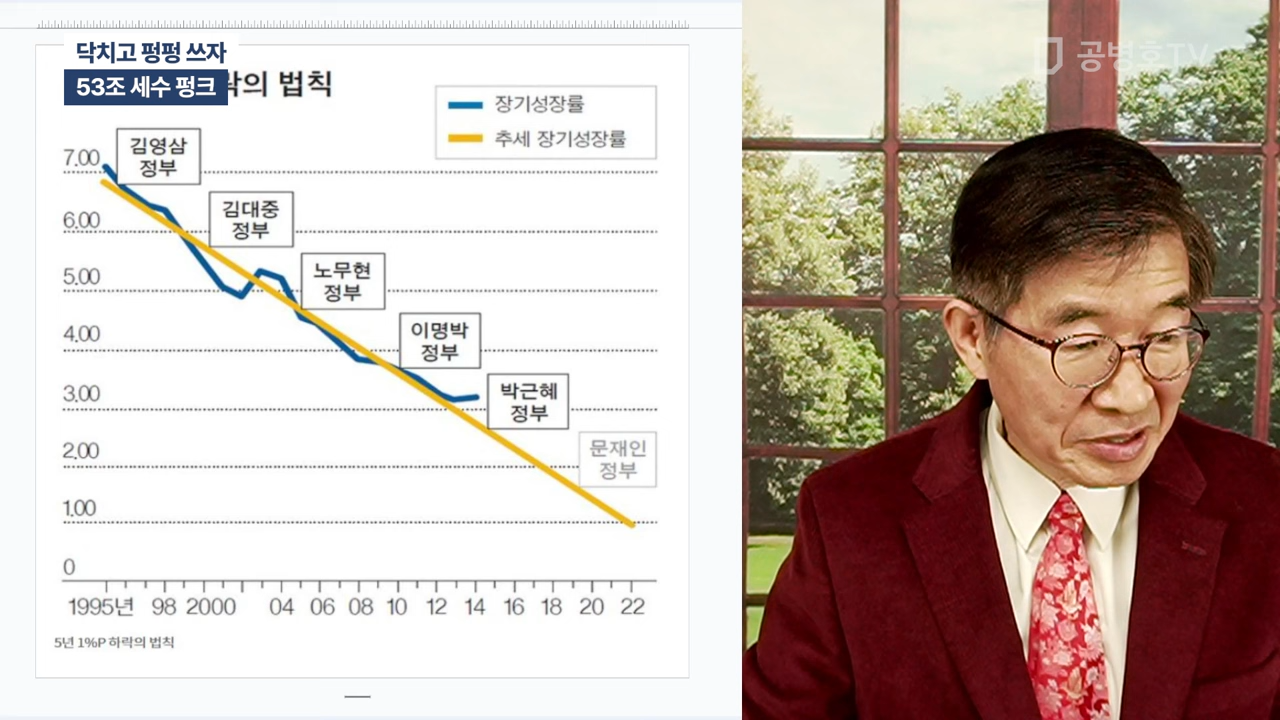 닥치고 펑펑 쓰자
53조 세수 펑크
의 법칙
장기성장률
추세 장기성장률
김영삼
정부
김대중
정부
노무현
정부
이명박
정부
박근혜
정부
문재인
정부
7.00
6.00
5.00
4.00
3.00
2.00
1.00
0
1995년 98 2000 04 06 08 10 12 14 16 18 20 22
5년 1%P 하락의 법칙
공병호TV